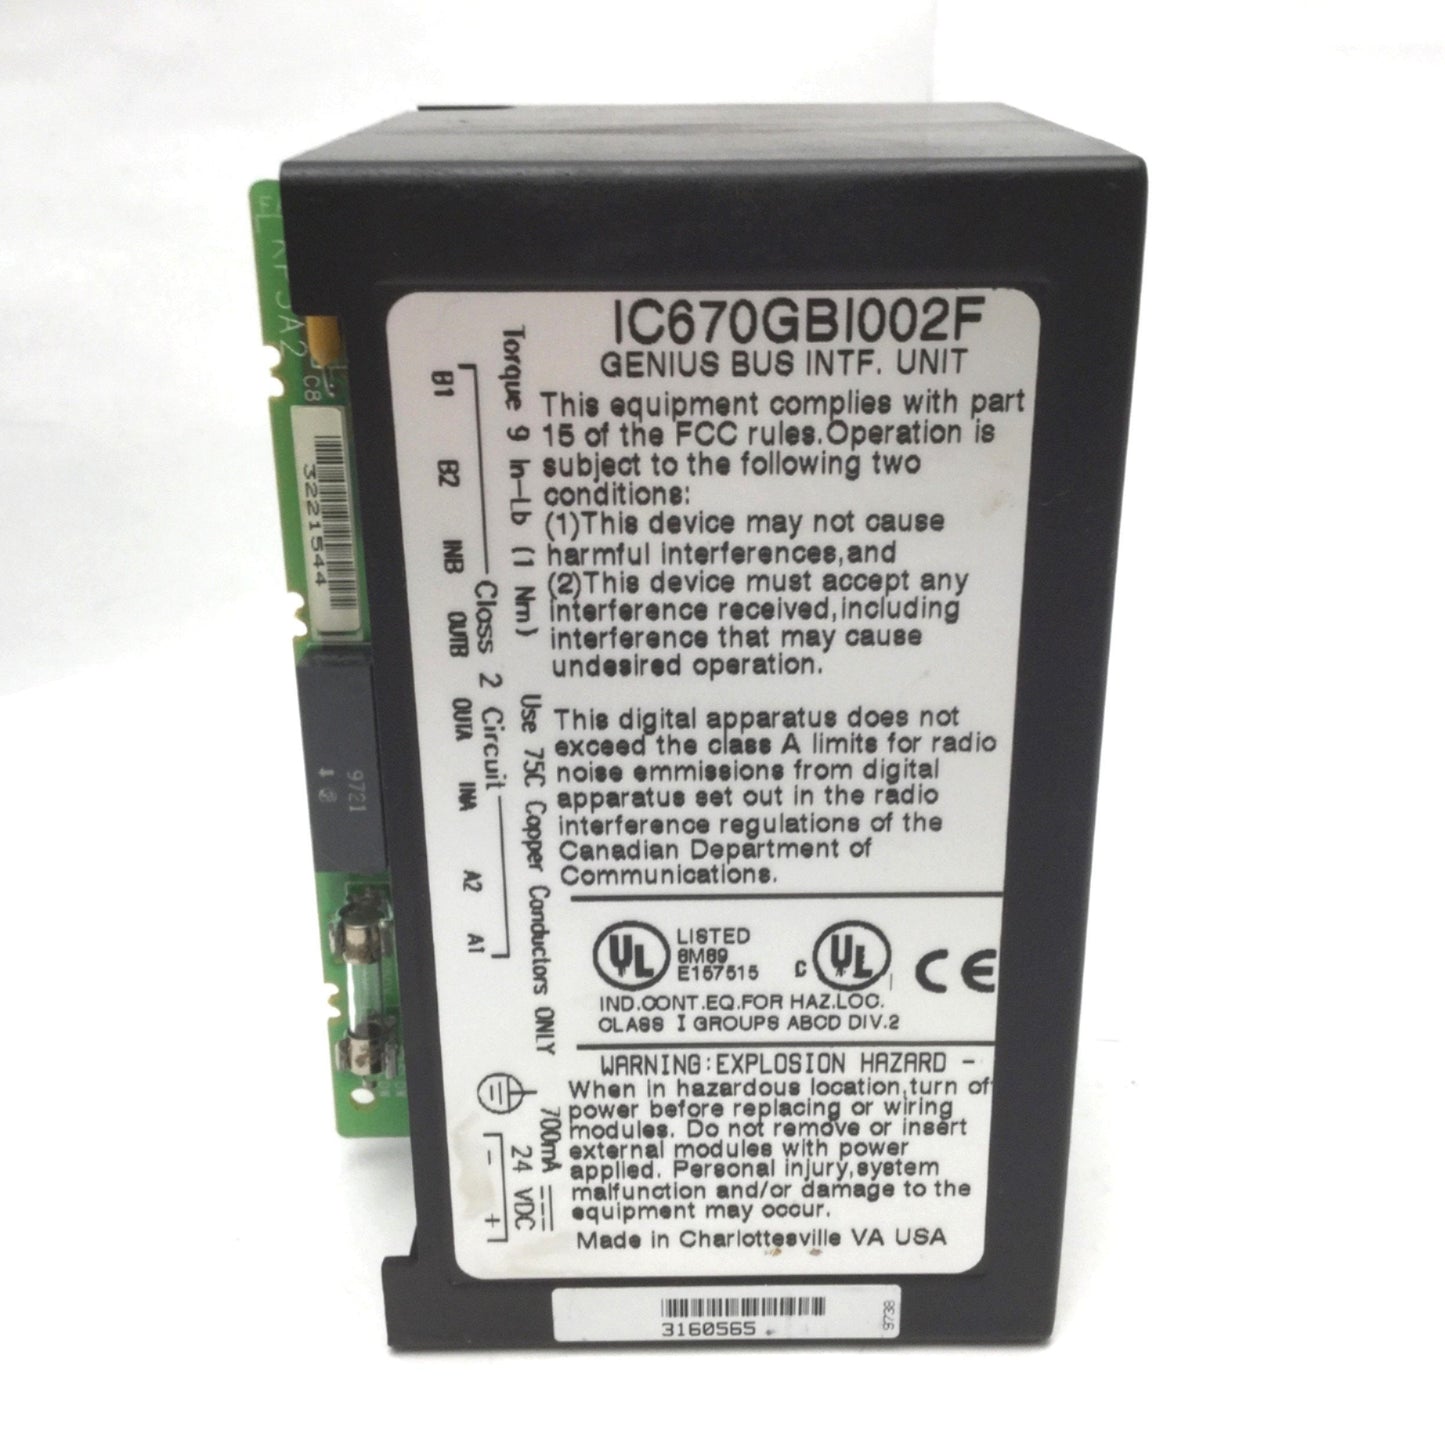 IC670GBI002F
GENIUS BUS INTF. UNIT
This equipment complies with part
15 of the FCC rules.Operation is
subject to the following two
conditions:
(1)This device may not cause
harmful interferences,and
(2)This device must accept any
interference received,including
interference that may cause
undesired operation.
This digital apparatus does not
exceed the class A limits for radio
noise emmissions from digital
apparatus set out in the radio
interference regulations of the
Canadian Department of
Communications.
UL
LISTED
8M89
E157515
C UL
CE
IND.CONT.EQ.FOR HAZ.LOC.
CLASS I GROUPS ABCD DIV.2
WARNING:EXPLOSION HAZARD -
When in hazardous location,turn of
power before replacing or wiring
modules. Do not remove or insert
external modules with power
applied. Personal injury,system
malfunction and/or damage to the
equipment may occur.
Made in Charlottesville VA USA
Torque 9 In-Lb (1 Nm) Use 75C Copper Conductors ONLY
700mA
24 VDC
- +
Class 2 Circuit
B1 B2 INB OUTB OUTA INA A2 A1
3160565
9738
3221544
C8
9721